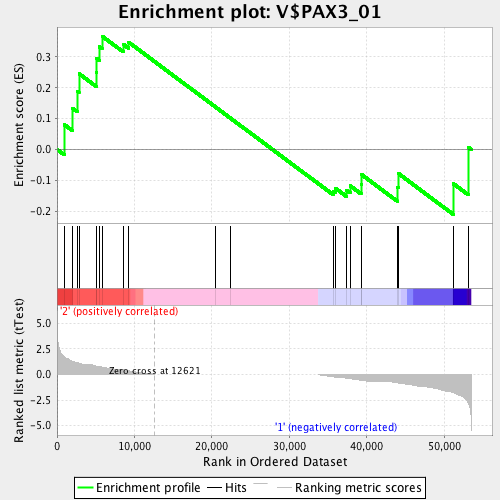 Enrichment plot: V$PAX3_01
Enrichment score (ES)
0.3
0.2
0.1
0.0
-0.1
-0.2
'2' (positively correlated)
Ranked list metric (tTest)
5.0
2.5
0.0
-2.5
-5.0
Zero cross at 12621
'1' (negatively correlated)
0 10,000 20,000 30,000 40,000 50,000
Rank in Ordered Dataset
Enrichment profile Hits Ranking metric scores